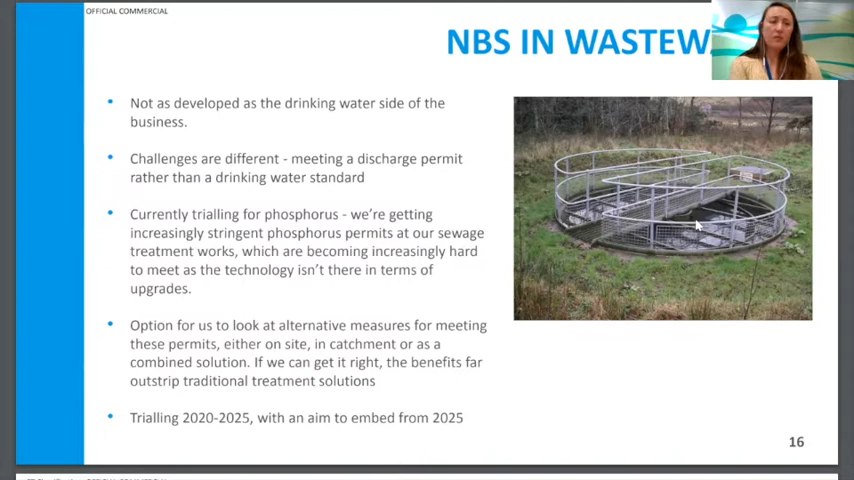 OFFICIAL COMMERCIAL
NBS IN WASTEW
• Not as developed as the drinking water side of the
business.
• Challenges are different - meeting a discharge permit
rather than a drinking water standard
• Currently trialling for phosphorus - we're getting
increasingly stringent phosphorus permits at our sewage
treatment works, which are becoming increasingly hard
to meet as the technology isn't there in terms of
upgrades.
• Option for us to look at alternative measures for meeting
these permits, either on site, in catchment or as a
combined solution. If we can get it right, the benefits far
outstrip traditional treatment solutions
• Trialling 2020-2025, with an aim to embed from 2025
16